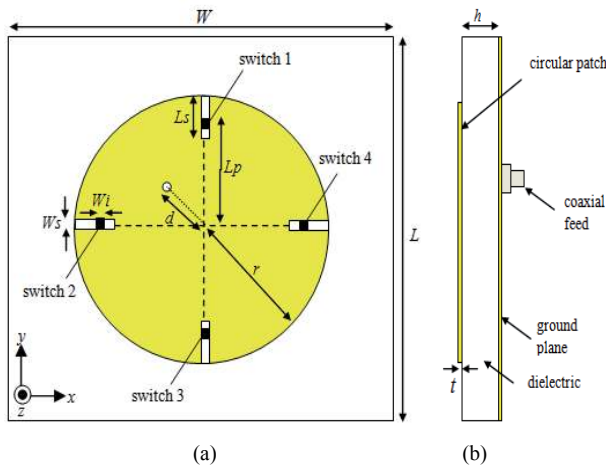 W
h
switch 1
circular patch
Ls
Lp
switch 4
Wi
Ws
d
L
coaxial
feed
switch 2
r
ground
plane
y
switch 3
t
dielectric
x
z
(a)
(b)